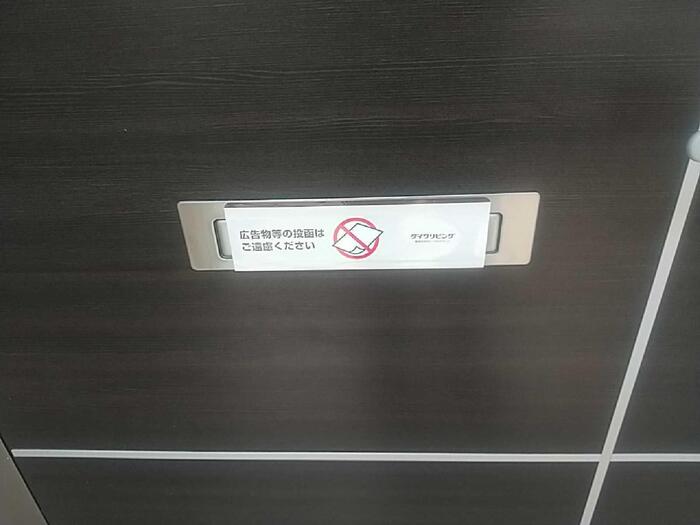 広告物等の投函は
ご遠慮ください
ダイワリビング